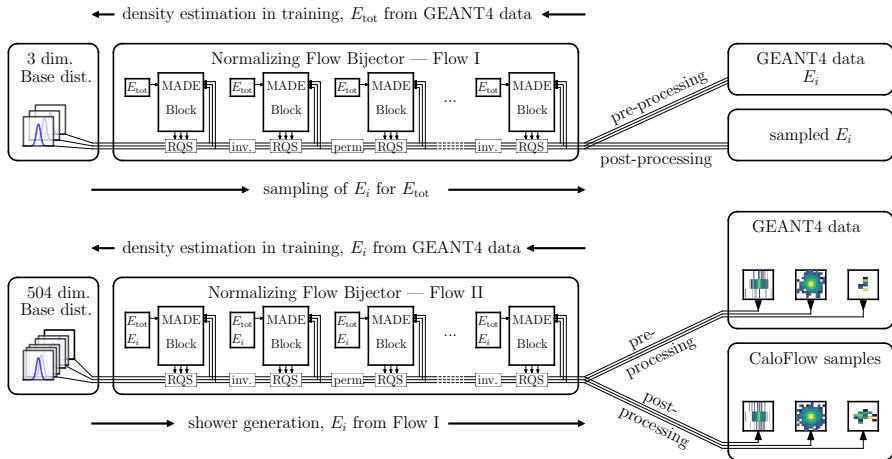 density estimation in training, E_tot from GEANT4 data
3 dim.
Base dist.
Normalizing Flow Bijector — Flow I
E_tot
MADE
Block
RQS
inv.
E_tot
MADE
Block
RQS
perm
E_tot
MADE
Block
RQS
...
inv.
E_tot
MADE
Block
RQS
pre-processing
post-processing
GEANT4 data
E_i
sampled E_i
sampling of E_i for E_tot
density estimation in training, E_i from GEANT4 data
504 dim.
Base dist.
Normalizing Flow Bijector — Flow II
E_tot
E_i
MADE
Block
RQS
inv.
E_tot
E_i
MADE
Block
RQS
perm
E_tot
E_i
MADE
Block
RQS
...
inv.
E_tot
E_i
MADE
Block
RQS
pre-
processing
post-
processing
GEANT4 data
CaloFlow samples
shower generation, E_i from Flow I